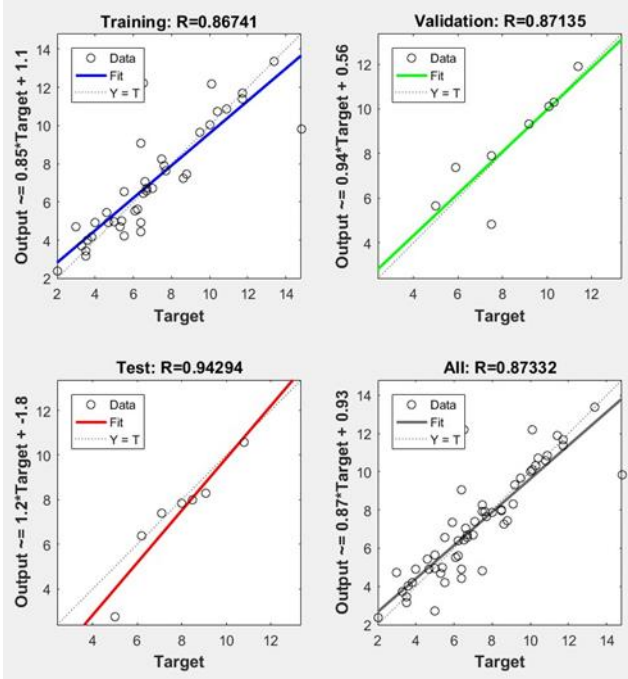 Training: R=0.86741
Output ~= 0.85*Target + 1.1
14
12
10
8
6
4
2
Data
Fit
Y = T
2 4 6 8 10 12 14
Target
Validation: R=0.87135
Output ~= 0.94*Target + 0.56
12
10
8
6
4
Data
Fit
Y = T
4 6 8 10 12
Target
Test: R=0.94294
Output ~= 1.2*Target + -1.8
12
10
8
6
4
Data
Fit
Y = T
4 6 8 10 12
Target
All: R=0.87332
Output ~= 0.87*Target + 0.93
14
12
10
8
6
4
2
Data
Fit
Y = T
2 4 6 8 10 12 14
Target